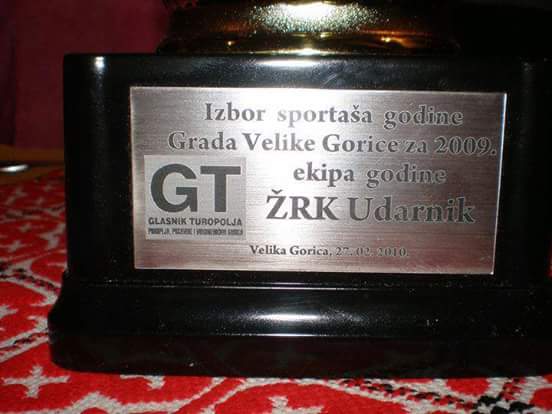 Izbor sportaša godine
Grada Velike Gorice za 2009.
ekipa godine
ŽRK Udarnik
GT
GLASNIK TUROPOLJA
Velika Gorica, 27. 02. 2010.